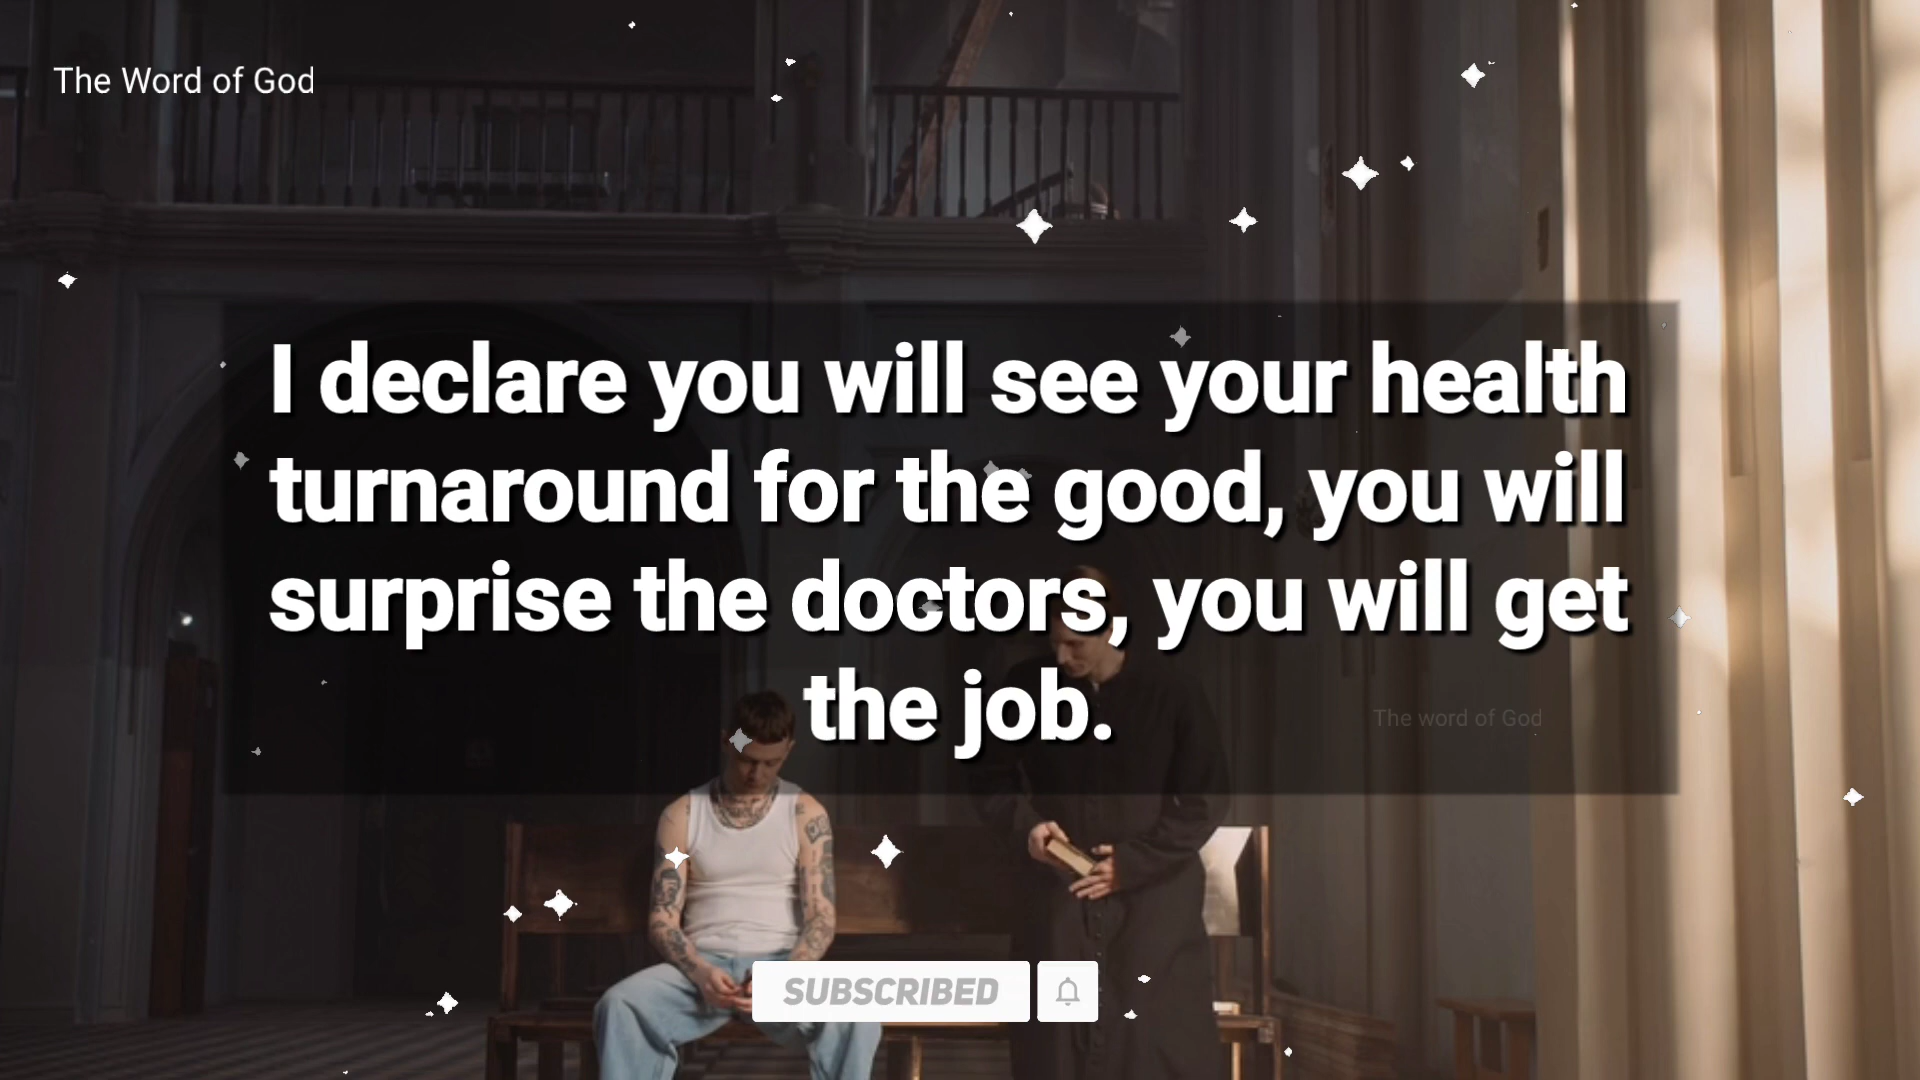 The Word of God
I declare you will see your health
turnaround for the good, you will
surprise the doctors, you will get
the job.
The word of God
SUBSCRIBED